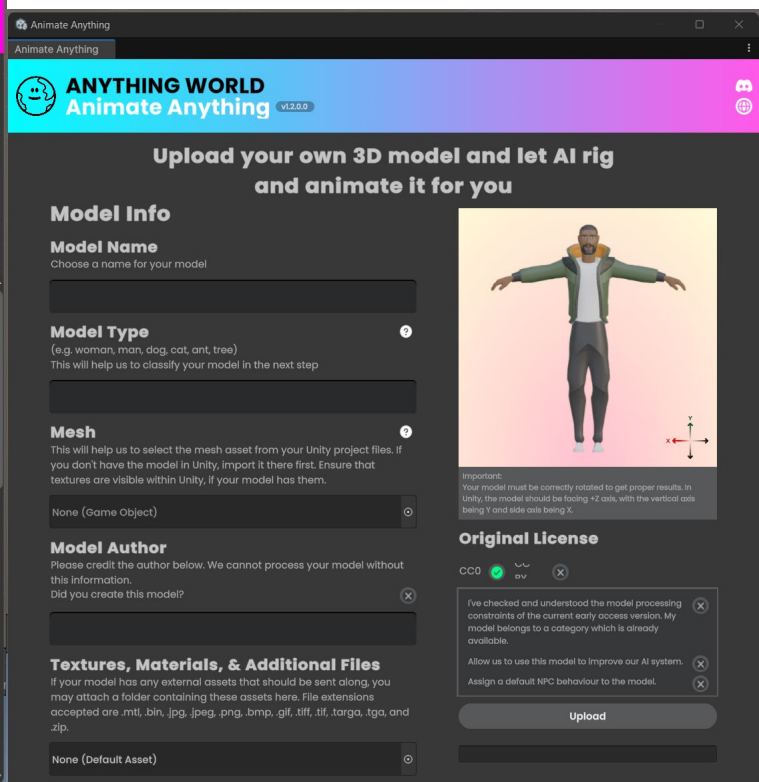 Animate Anything
Animate Anything
ANYTHING WORLD
Animate Anything v1.2.0.0
Upload your own 3D model and let AI rig
and animate it for you
Model Info
Model Name
Choose a name for your model
Model Type
(e.g. woman, man, dog, cat, ant, tree)
This will help us to classify your model in the next step
Mesh
This will help us to select the mesh asset from your Unity project files. If
you don't have the model in Unity, import it there first. Ensure that
textures are visible within Unity, if your model has them.
None (Game Object)
Model Author
Please credit the author below. We cannot process your model without
this information.
Did you create this model?
Textures, Materials, & Additional Files
If your model has any external assets that should be sent along, you
may attach a folder containing these assets here. File extensions
accepted are .mtl, .bin, .jpg, .jpeg, .png, .bmp, .gif, .tiff, .tif, .targa, .tga, and
.zip.
None (Default Asset)
Y
X
Important:
Your model must be correctly rotated to get proper results. In
Unity, the model should be facing +Z axis, with the vertical axis
being Y and side axis being X.
Original License
CC0
I've checked and understood the model processing
constraints of the current early access version. My
model belongs to a category which is already
available.
Allow us to use this model to improve our AI system.
Assign a default NPC behaviour to the model.
Upload